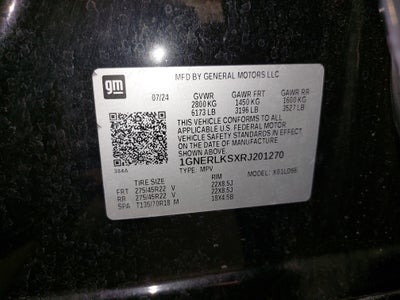 gm
MFD BY GENERAL MOTORS LLC
07/24 GVWR GAWR FRT GAWR RR
2800 KG 1450 KG 1600 KG
6173 LB 3196 LB 3527 LB
THIS VEHICLE CONFORMS TO ALL
APPLICABLE U.S. FEDERAL MOTOR
VEHICLE SAFETY STANDARDS IN EFFECT
ON THE DATE OF MANUFACTURE
SHOWN ABOVE.
384A
1GNERLKSXRJ201270
TYPE: MPV MODEL:
TIRE SIZE RIM
FRT 275/45R22 V 22X8.5J
RR 275/45R22 V 22X8.5J
SPA T135/70R18 M 18X4.5B